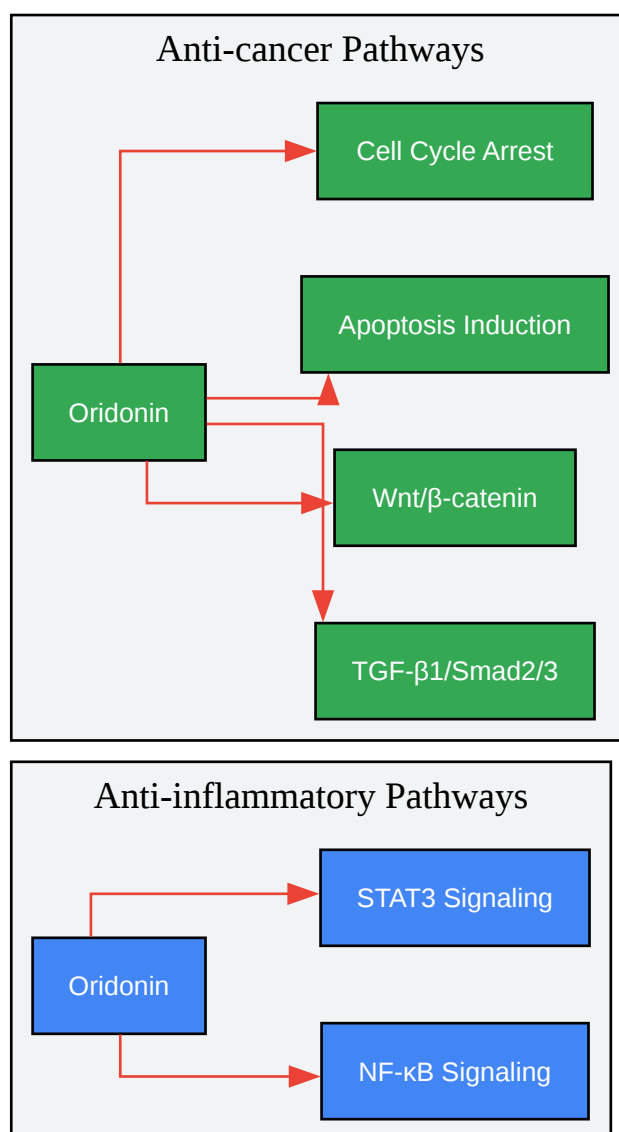 Anti-cancer Pathways
Cell Cycle Arrest
Apoptosis Induction
Oridonin
Wnt/β-catenin
TGF-β1/Smad2/3
Anti-inflammatory Pathways
STAT3 Signaling
Oridonin
NF-κB Signaling